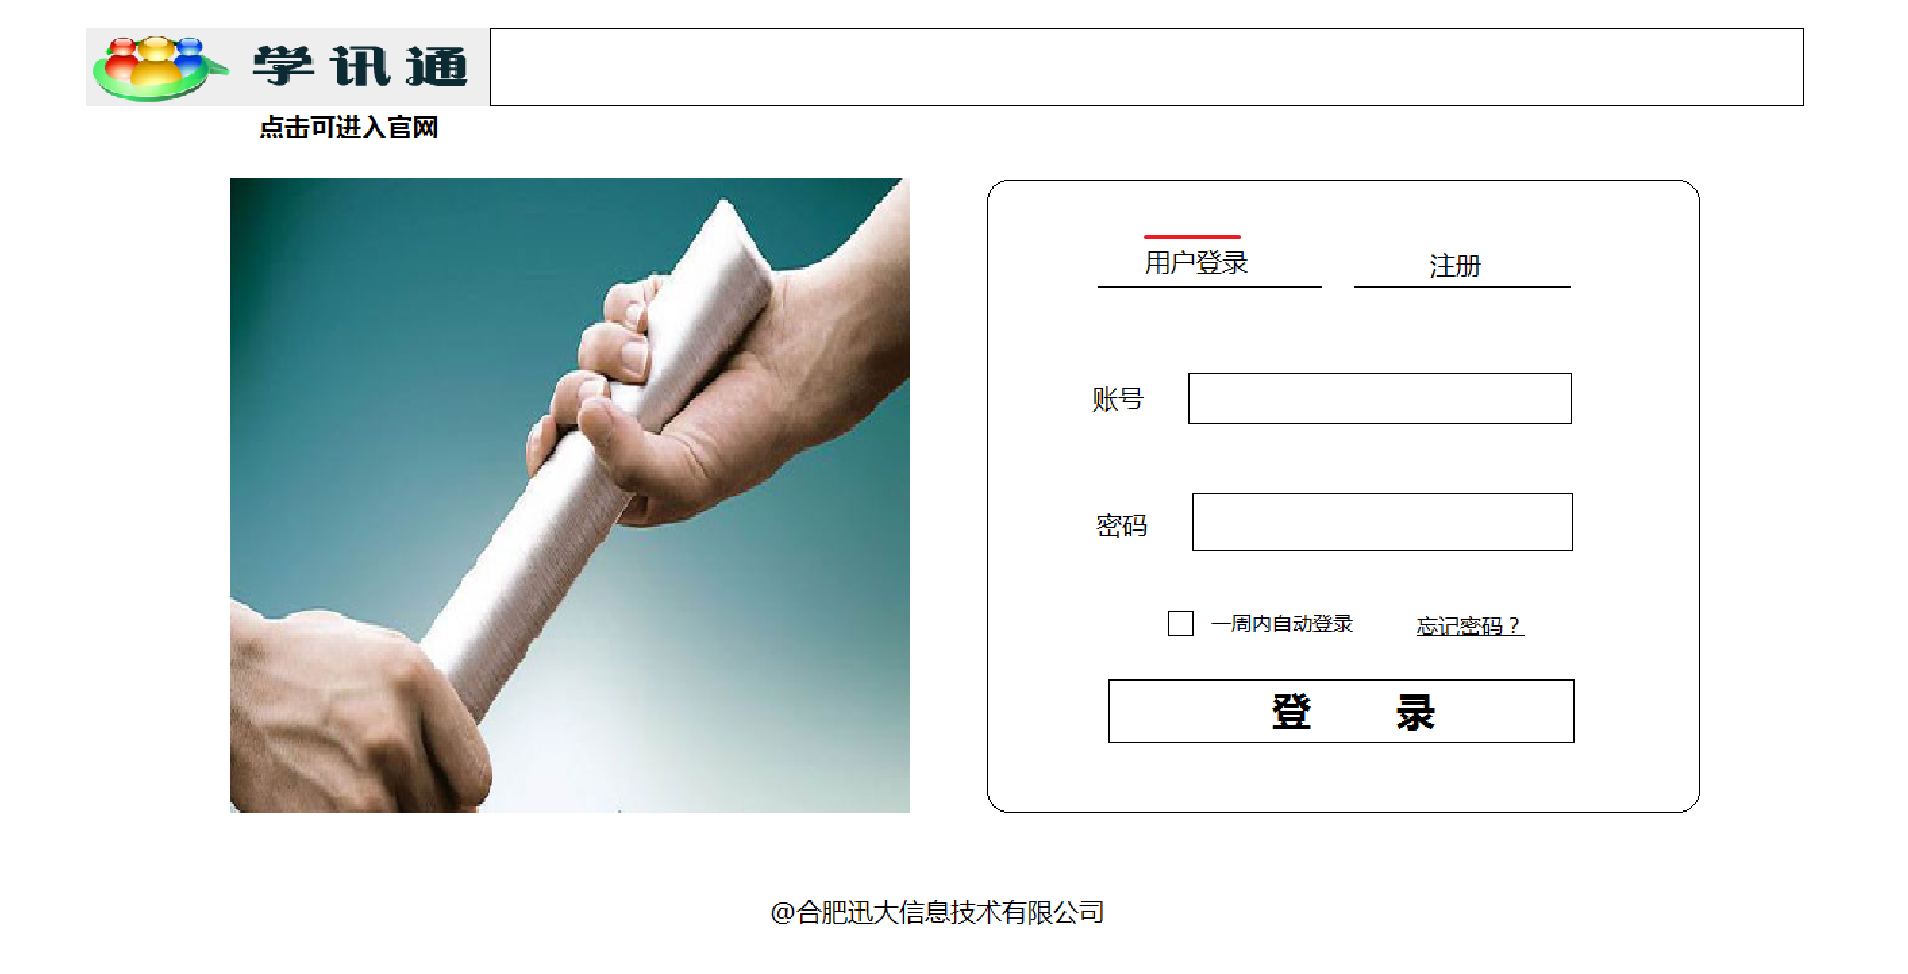 学讯通
点击可进入官网
用户登录
注册
账号
密码
一周内自动登录
忘记密码？
登 录
@合肥迅大信息技术有限公司